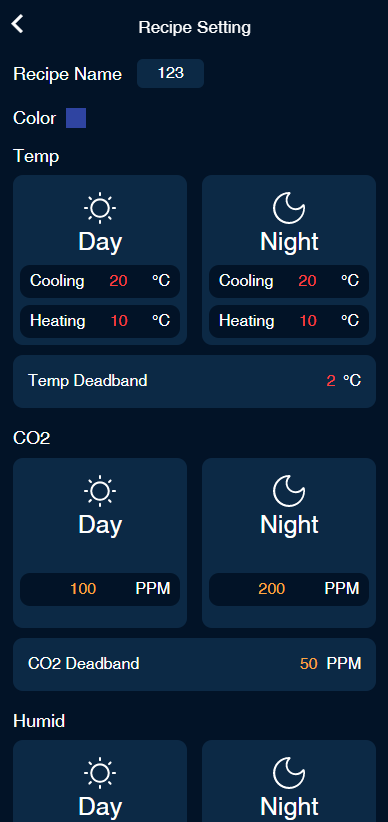 Recipe Setting
Recipe Name 123
Color
Temp
Day Night
Cooling 20 °C Cooling 20 °C
Heating 10 °C Heating 10 °C
Temp Deadband 2 °C
CO2
Day Night
100 PPM 200 PPM
CO2 Deadband 50 PPM
Humid
Day Night